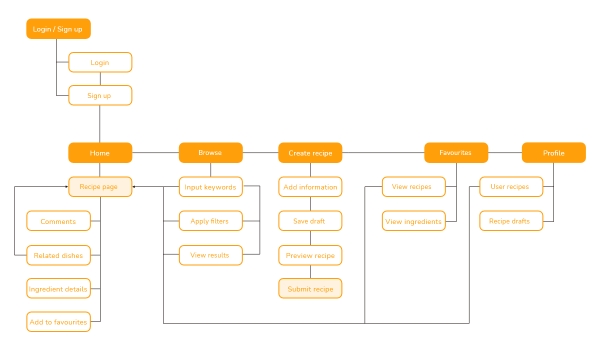 Login / Sign up
Login
Sign up
Home
Browse
Create recipe
Favourites
Profile
Recipe page
Input keywords
Add information
View recipes
User recipes
Comments
Apply filters
Save draft
View ingredients
Recipe drafts
Related dishes
View results
Preview recipe
Ingredient details
Submit recipe
Add to favourites